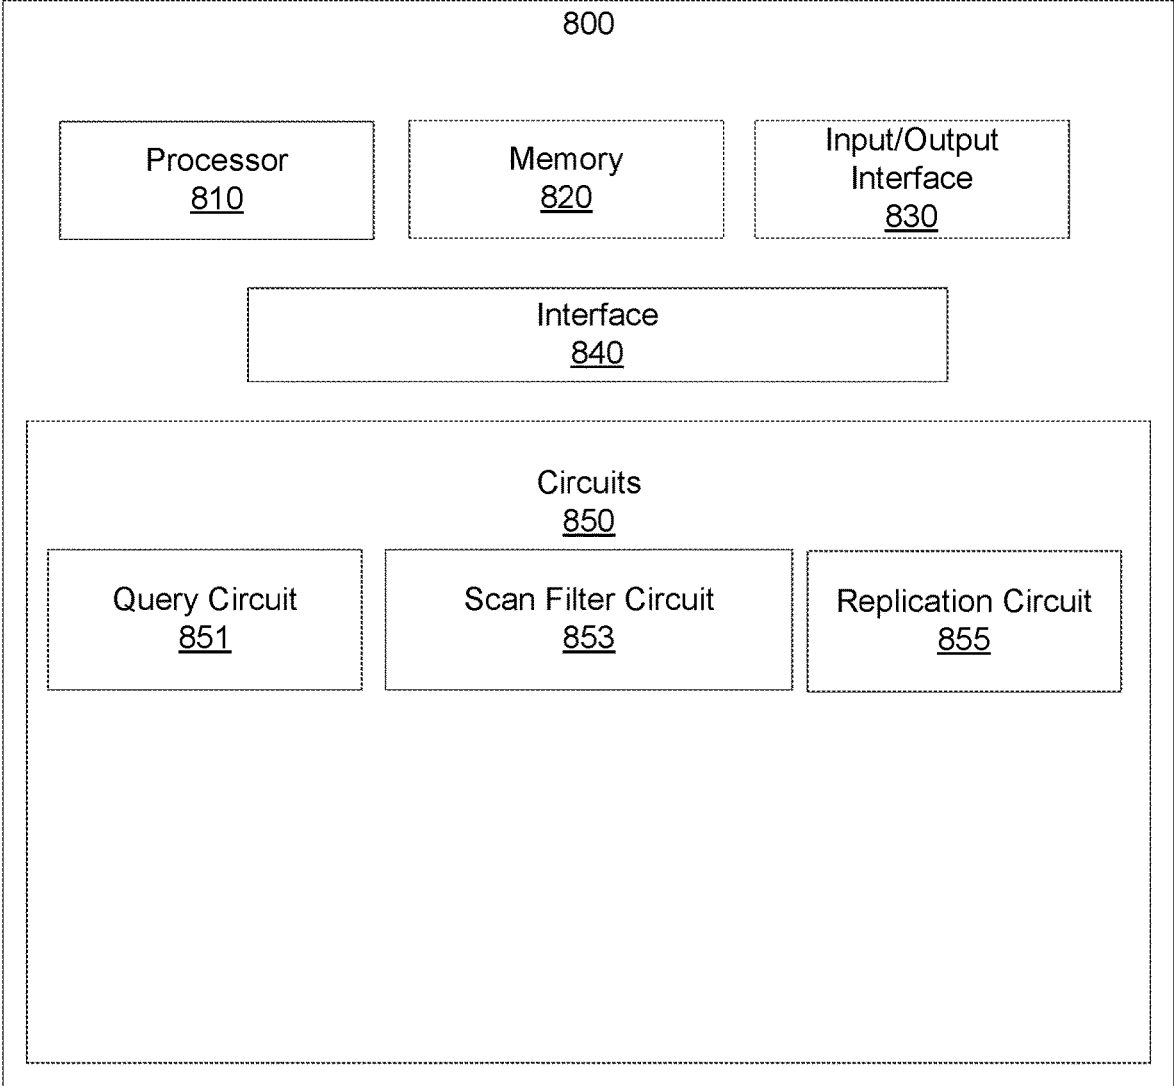 800
Processor
810
Memory
820
Input/Output
Interface
830
Interface
840
Circuits
850
Query Circuit
851
Scan Filter Circuit
853
Replication Circuit
855